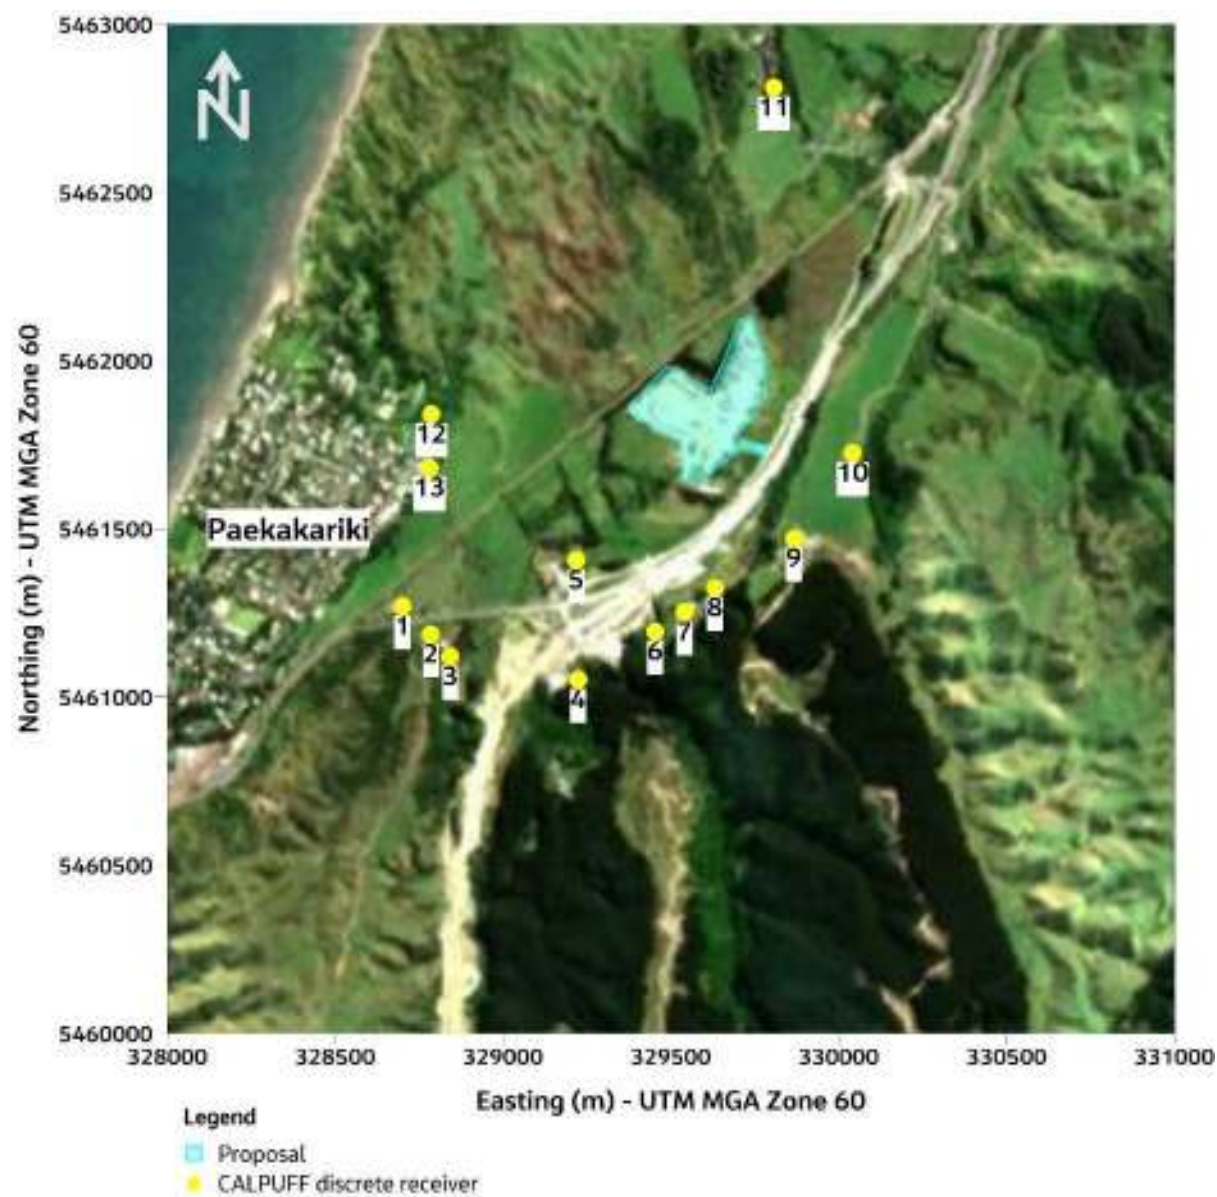 5463000
N
11
5462500
5462000
12
13
10
Paekakariki
5461500
9
5
8
1
7
2
6
3
4
5461000
5460500
5460000
328000 328500 329000 329500 330000 330500 331000
Northing (m) - UTM MGA Zone 60
Easting (m) - UTM MGA Zone 60
Legend
Proposal
CALPUFF discrete receiver